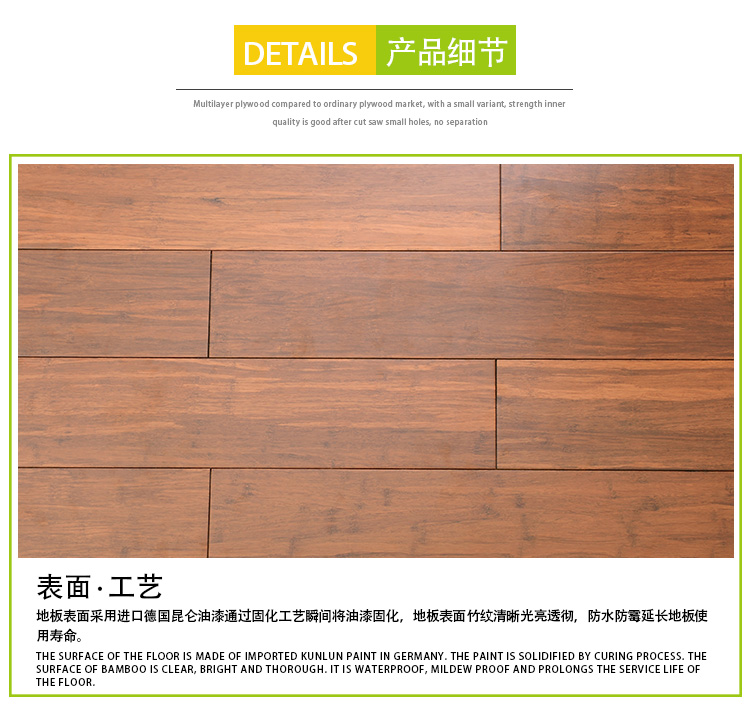 DETAILS 产品细节
Multilayer plywood compared to ordinary plywood market, with a small variant, strength inner
quality is good after cut saw small holes, no separation
表面·工艺
地板表面采用进口德国昆仑油漆通过固化工艺瞬间将油漆固化，地板表面竹纹清晰光亮透彻，防水防霉延长地板使
用寿命。
THE SURFACE OF THE FLOOR IS MADE OF IMPORTED KUNLUN PAINT IN GERMANY. THE PAINT IS SOLIDIFIED BY CURING PROCESS. THE
SURFACE OF BAMBOO IS CLEAR, BRIGHT AND THOROUGH. IT IS WATERPROOF, MILDEW PROOF AND PROLONGS THE SERVICE LIFE OF
THE FLOOR.